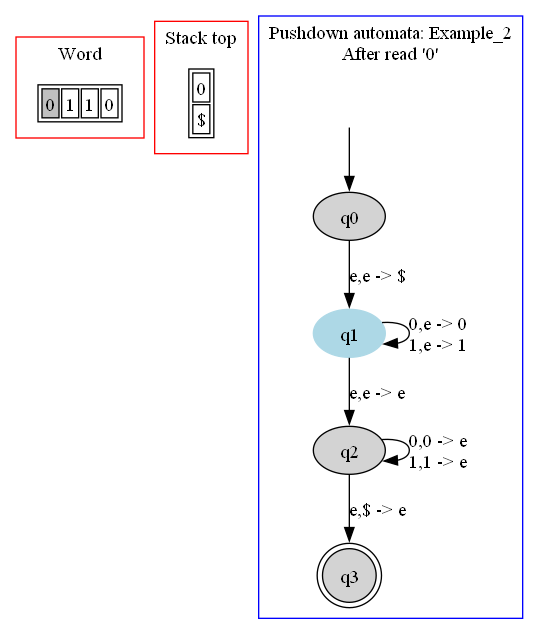 Word
0 1 1 0
Stack top
0
$
Pushdown automata: Example_2
After read '0'
q0
e,e -> $
q1
0,e -> 0
1,e -> 1
e,e -> e
q2
0,0 -> e
1,1 -> e
e,$ -> e
q3